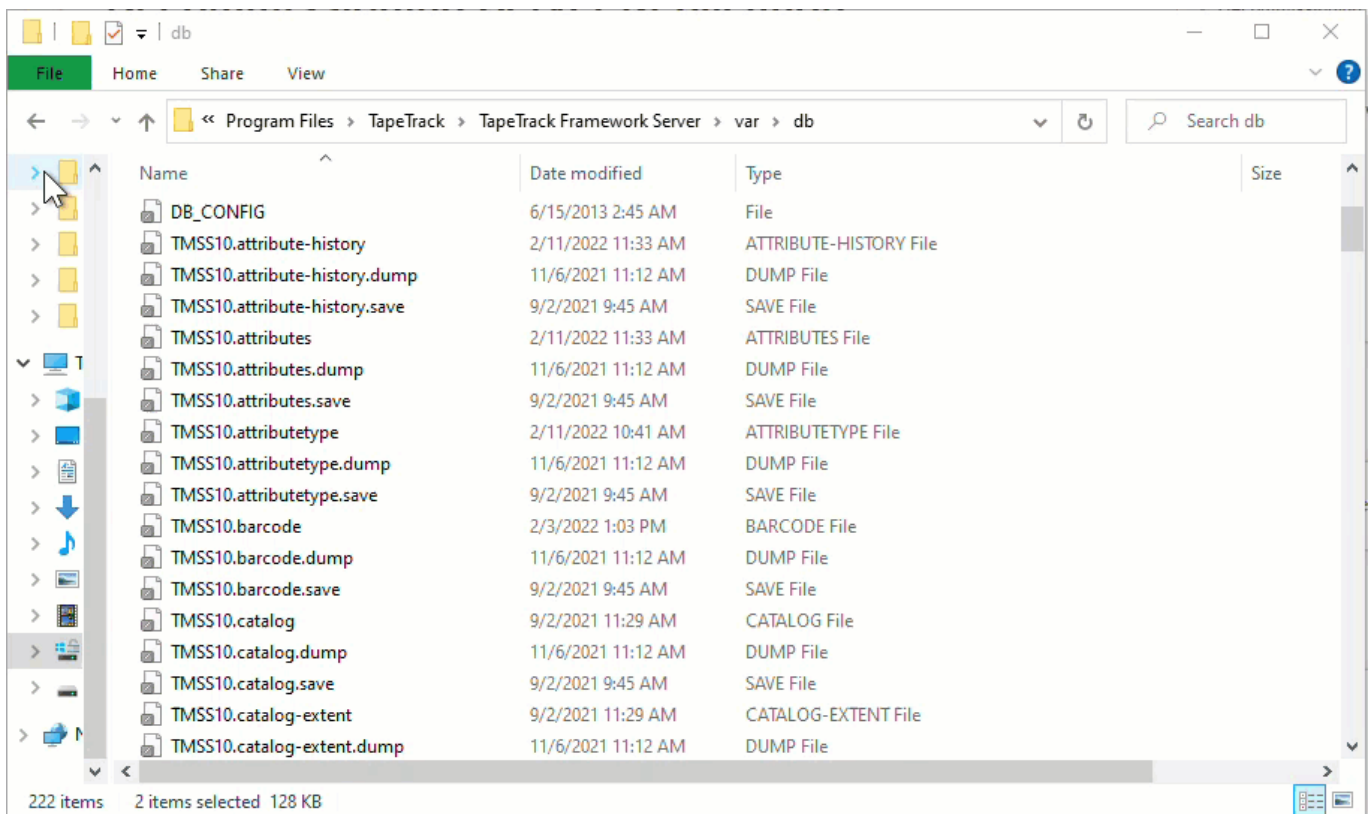 db
File Home Share View
« Program Files > TapeTrack > TapeTrack Framework Server > var > db Search db
Name Date modified Type Size
DB_CONFIG 6/15/2013 2:45 AM File
TMSS10.attribute-history 2/11/2022 11:33 AM ATTRIBUTE-HISTORY File
TMSS10.attribute-history.dump 11/6/2021 11:12 AM DUMP File
TMSS10.attribute-history.save 9/2/2021 9:45 AM SAVE File
TMSS10.attributes 2/11/2022 11:33 AM ATTRIBUTES File
TMSS10.attributes.dump 11/6/2021 11:12 AM DUMP File
TMSS10.attributes.save 9/2/2021 9:45 AM SAVE File
TMSS10.attributetype 2/11/2022 10:41 AM ATTRIBUTETYPE File
TMSS10.attributetype.dump 11/6/2021 11:12 AM DUMP File
TMSS10.attributetype.save 9/2/2021 9:45 AM SAVE File
TMSS10.barcode 2/3/2022 1:03 PM BARCODE File
TMSS10.barcode.dump 11/6/2021 11:12 AM DUMP File
TMSS10.barcode.save 9/2/2021 9:45 AM SAVE File
TMSS10.catalog 9/2/2021 11:29 AM CATALOG File
TMSS10.catalog.dump 11/6/2021 11:12 AM DUMP File
TMSS10.catalog.save 9/2/2021 9:45 AM SAVE File
TMSS10.catalog-extent 9/2/2021 11:29 AM CATALOG-EXTENT File
TMSS10.catalog-extent.dump 11/6/2021 11:12 AM DUMP File
222 items 2 items selected 128 KB